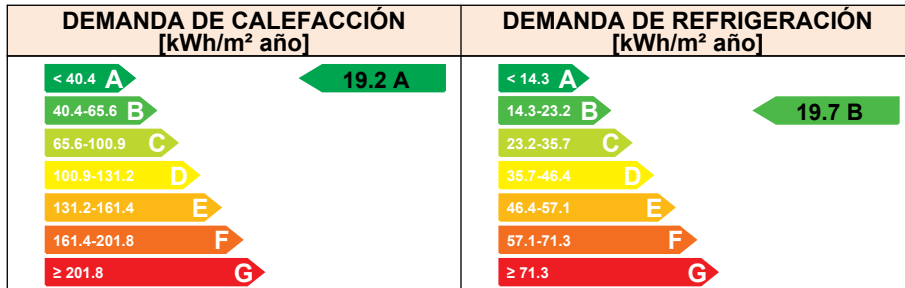 DEMANDA DE CALEFACCIÓN
[kWh/m² año]
< 40.4 A
19.2 A
40.4-65.6 B
65.6-100.9 C
100.9-131.2 D
131.2-161.4 E
161.4-201.8 F
≥ 201.8 G
DEMANDA DE REFRIGERACIÓN
[kWh/m² año]
< 14.3 A
14.3-23.2 B
19.7 B
23.2-35.7 C
35.7-46.4 D
46.4-57.1 E
57.1-71.3 F
≥ 71.3 G